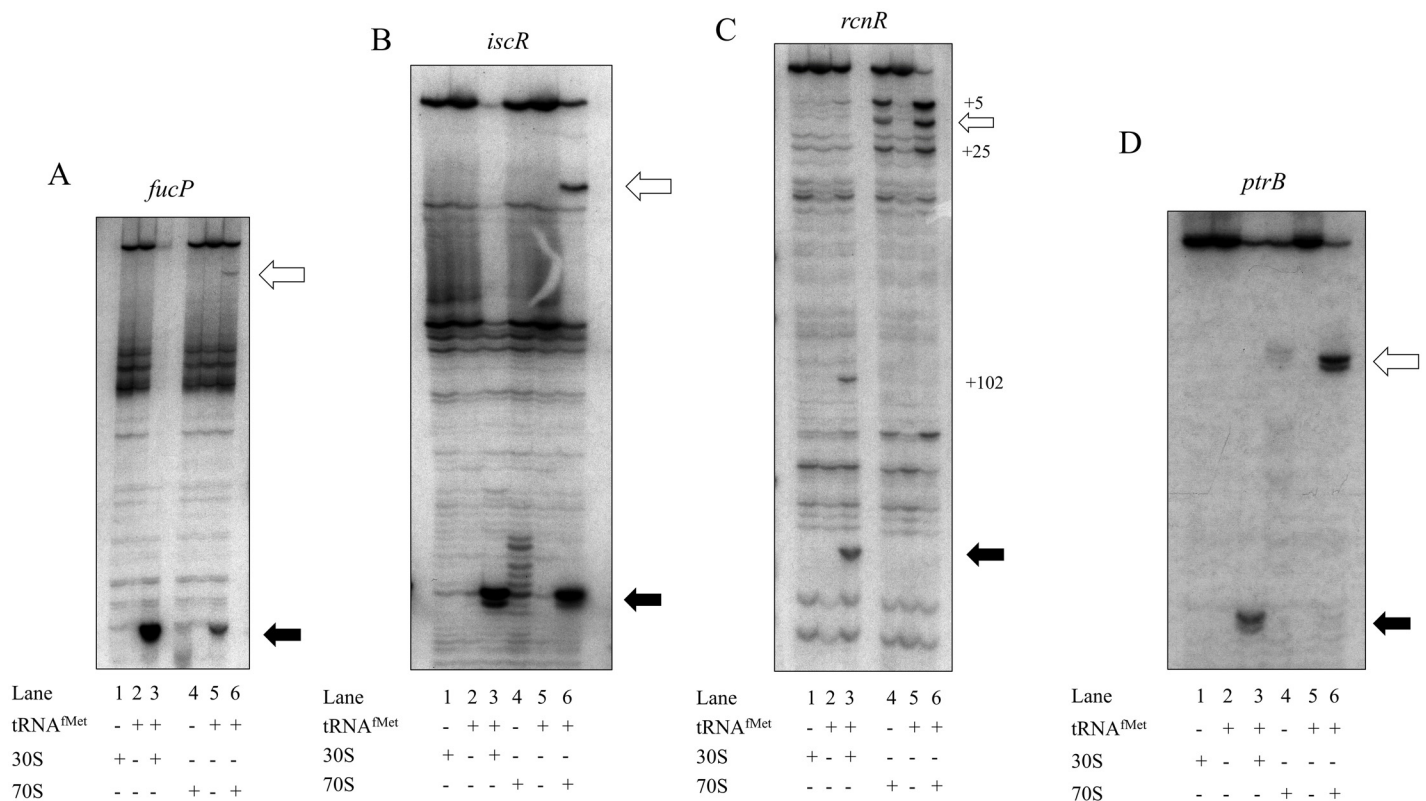 A
fucP
Lane 1 2 3 4 5 6
tRNAfMet - + + - + +
30S + - + - - -
70S - - - + - +
B
iscR
Lane 1 2 3 4 5 6
tRNAfMet - + + - + +
30S + - + - - -
70S - - - + - +
C
rcnR
+5
+25
+102
Lane 1 2 3 4 5 6
tRNAfMet - + + - + +
30S + - + - - -
70S - - - + - +
D
ptrB
Lane 1 2 3 4 5 6
tRNAfMet - + + - + +
30S + - + - - -
70S - - - + - +